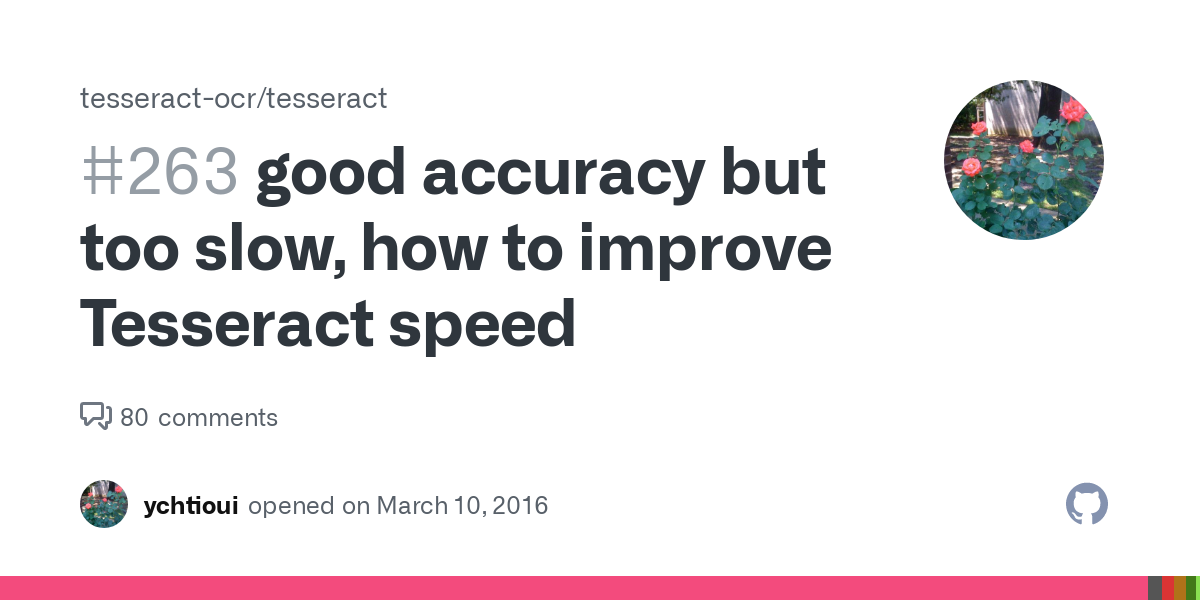 tesseract-ocr/tesseract
#263 good accuracy but
too slow, how to improve
Tesseract speed
80 comments
ychtioui opened on March 10, 2016